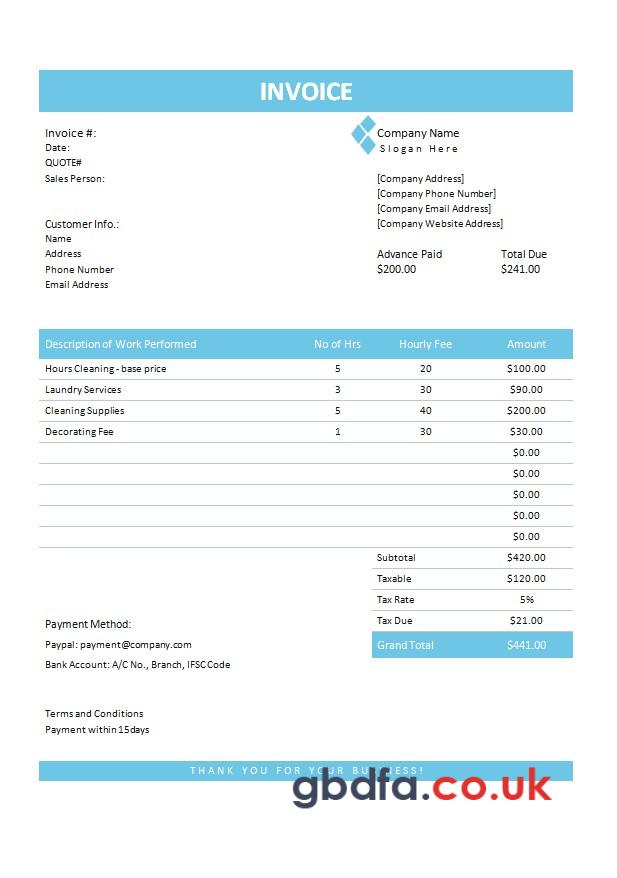 INVOICE
Invoice #:
Date:
QUOTE#
Sales Person:
Company Name
Slogan Here
[Company Address]
[Company Phone Number]
[Company Email Address]
[Company Website Address]
Customer Info.:
Name
Address
Phone Number
Email Address
Advance Paid Total Due
$200.00 $241.00
Description of Work Performed No of Hrs Hourly Fee Amount
Hours Cleaning - base price 5 20 $100.00
Laundry Services 3 30 $90.00
Cleaning Supplies 5 40 $200.00
Decorating Fee 1 30 $30.00
$0.00
$0.00
$0.00
$0.00
$0.00
Subtotal $420.00
Taxable $120.00
Tax Rate 5%
Tax Due $21.00
Grand Total $441.00
Payment Method:
Paypal: payment@company.com
Bank Account: A/C No., Branch, IFSC Code
Terms and Conditions
Payment within 15days
THANK YOU FOR YOUR BUSINESS!
gbdfa.co.uk